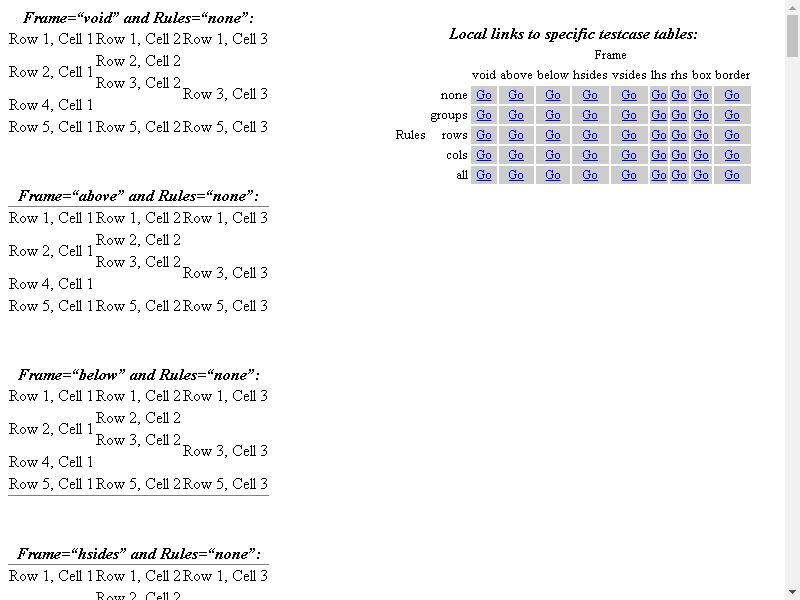 Frame=“void” and Rules=“none”:
Row 1, Cell 1 Row 1, Cell 2 Row 1, Cell 3
Row 2, Cell 2
Row 2, Cell 1
Row 3, Cell 2
Row 3, Cell 3
Row 4, Cell 1
Row 5, Cell 1 Row 5, Cell 2 Row 5, Cell 3
Frame=“above” and Rules=“none”:
Row 1, Cell 1 Row 1, Cell 2 Row 1, Cell 3
Row 2, Cell 2
Row 2, Cell 1
Row 3, Cell 2
Row 3, Cell 3
Row 4, Cell 1
Row 5, Cell 1 Row 5, Cell 2 Row 5, Cell 3
Frame=“below” and Rules=“none”:
Row 1, Cell 1 Row 1, Cell 2 Row 1, Cell 3
Row 2, Cell 2
Row 2, Cell 1
Row 3, Cell 2
Row 3, Cell 3
Row 4, Cell 1
Row 5, Cell 1 Row 5, Cell 2 Row 5, Cell 3
Frame=“hsides” and Rules=“none”:
Row 1, Cell 1 Row 1, Cell 2 Row 1, Cell 3
Row 2, Cell 2
Local links to specific testcase tables:
Frame
void above below hsides vsides lhs rhs box border
none Go Go Go Go Go Go Go Go Go
groups Go Go Go Go Go Go Go Go Go
Rules rows Go Go Go Go Go Go Go Go Go
cols Go Go Go Go Go Go Go Go Go
all Go Go Go Go Go Go Go Go Go